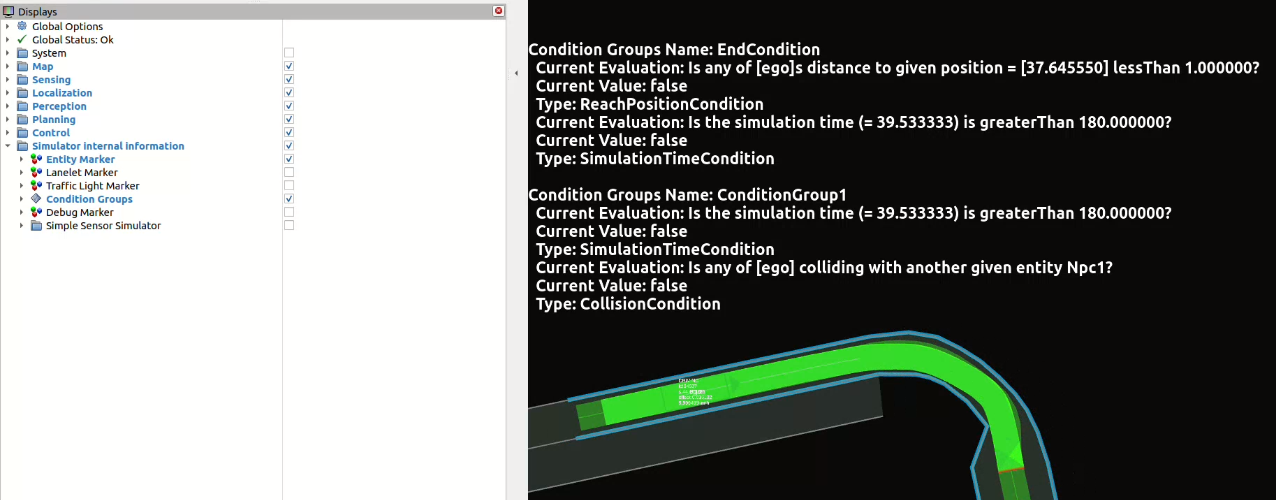 Displays
Global Options
Global Status: Ok
System
Map
Sensing
Localization
Perception
Planning
Control
Simulator internal information
Entity Marker
Lanelet Marker
Traffic Light Marker
Condition Groups
Debug Marker
Simple Sensor Simulator
Condition Groups Name: EndCondition
Current Evaluation: Is any of [ego]s distance to given position = [37.645550] lessThan 1.000000?
Current Value: false
Type: ReachPositionCondition
Current Evaluation: Is the simulation time (= 39.533333) is greaterThan 180.000000?
Current Value: false
Type: SimulationTimeCondition
Condition Groups Name: ConditionGroup1
Current Evaluation: Is the simulation time (= 39.533333) is greaterThan 180.000000?
Current Value: false
Type: SimulationTimeCondition
Current Evaluation: Is any of [ego] colliding with another given entity Npc1?
Current Value: false
Type: CollisionCondition